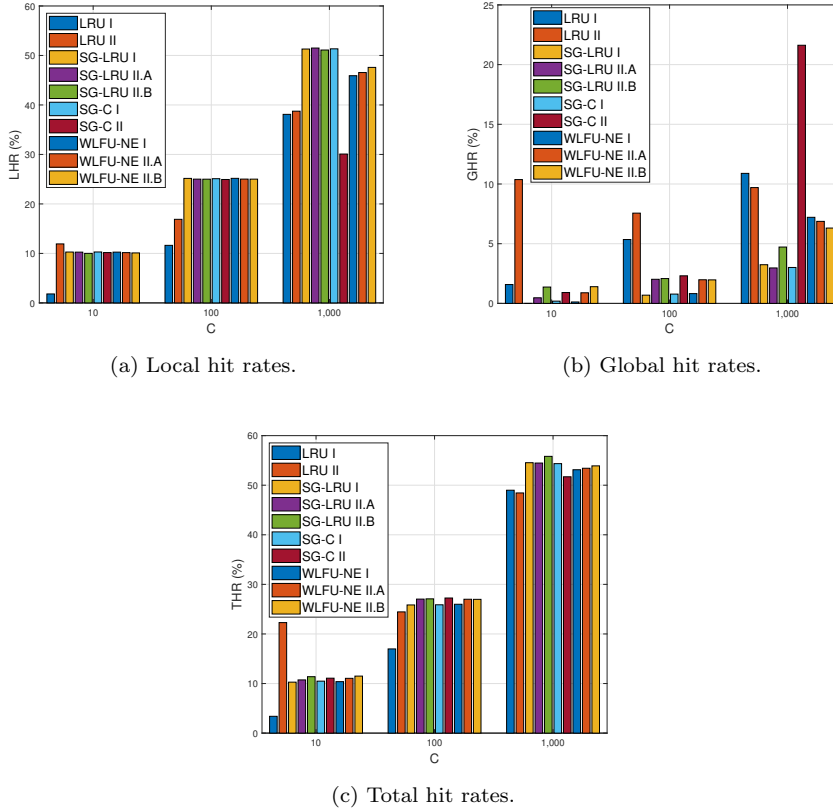 60
50
40
30
20
10
0
LHR (%)
LRU I
LRU II
SG-LRU I
SG-LRU II.A
SG-LRU II.B
SG-C I
SG-C II
WLFU-NE I
WLFU-NE II.A
WLFU-NE II.B
10
100
1,000
C
(a) Local hit rates.
25
20
15
10
5
0
GHR (%)
LRU I
LRU II
SG-LRU I
SG-LRU II.A
SG-LRU II.B
SG-C I
SG-C II
WLFU-NE I
WLFU-NE II.A
WLFU-NE II.B
10
100
1,000
C
(b) Global hit rates.
60
50
40
30
20
10
0
THR (%)
LRU I
LRU II
SG-LRU I
SG-LRU II.A
SG-LRU II.B
SG-C I
SG-C II
WLFU-NE I
WLFU-NE II.A
WLFU-NE II.B
10
100
1,000
C
(c) Total hit rates.